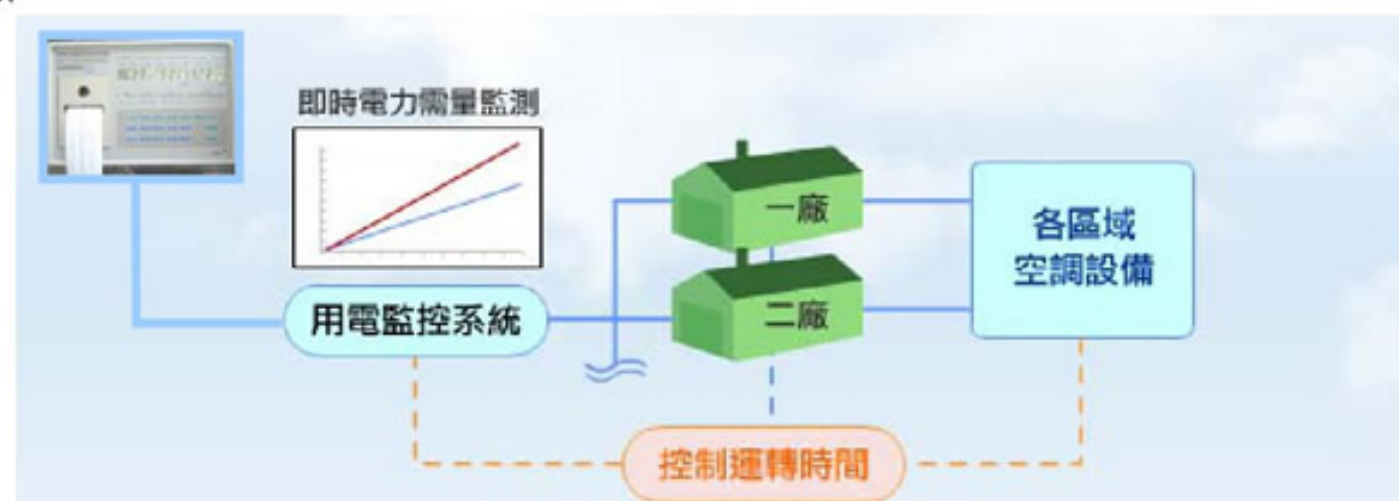 即時電力需量監測
一廠
各區域
空調設備
用電監控系統
二廠
控制運轉時間